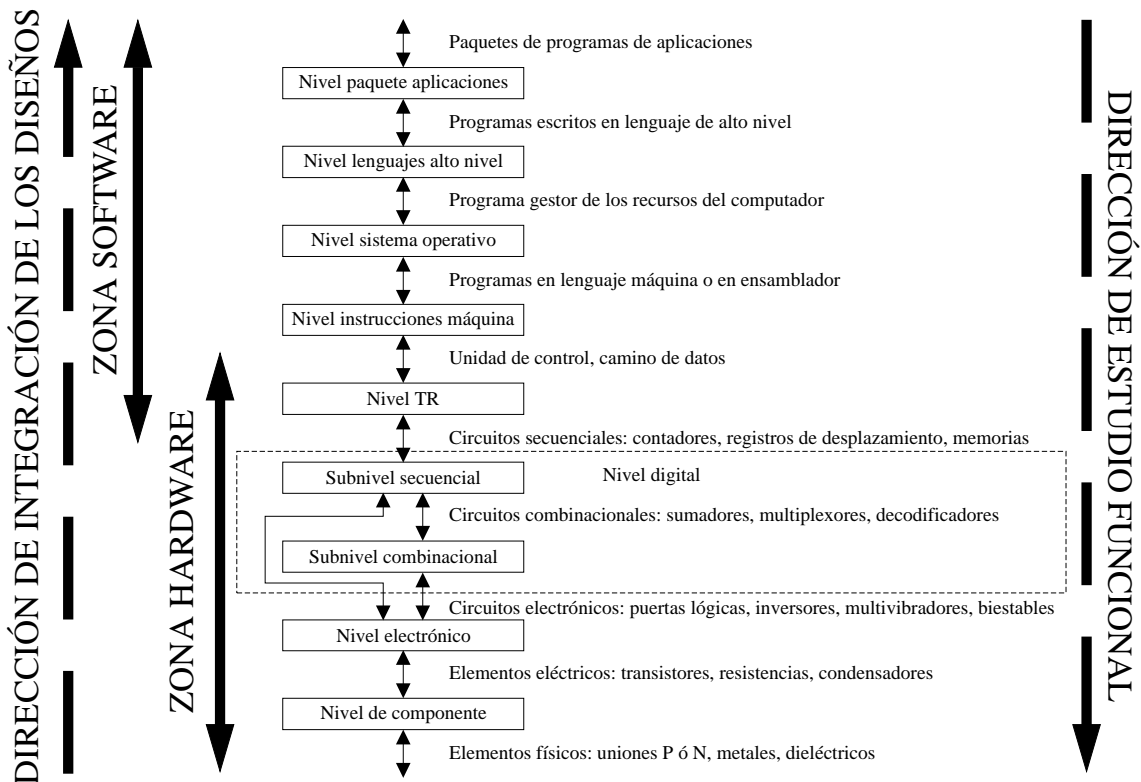 DIRECCIÓN DE INTEGRACIÓN DE LOS DISEÑOS
ZONA SOFTWARE
ZONA HARDWARE
Paquetes de programas de aplicaciones
Nivel paquete aplicaciones
Programas escritos en lenguaje de alto nivel
Nivel lenguajes alto nivel
Programa gestor de los recursos del computador
Nivel sistema operativo
Programas en lenguaje máquina o en ensamblador
Nivel instrucciones máquina
Unidad de control, camino de datos
Nivel TR
Circuitos secuenciales: contadores, registros de desplazamiento, memorias
Subnivel secuencial
Nivel digital
Circuitos combinacionales: sumadores, multiplexores, decodificadores
Subnivel combinacional
Circuitos electrónicos: puertas lógicas, inversores, multivibradores, biestables
Nivel electrónico
Elementos eléctricos: transistores, resistencias, condensadores
Nivel de componente
Elementos físicos: uniones P ó N, metales, dieléctricos
DIRECCIÓN DE ESTUDIO FUNCIONAL